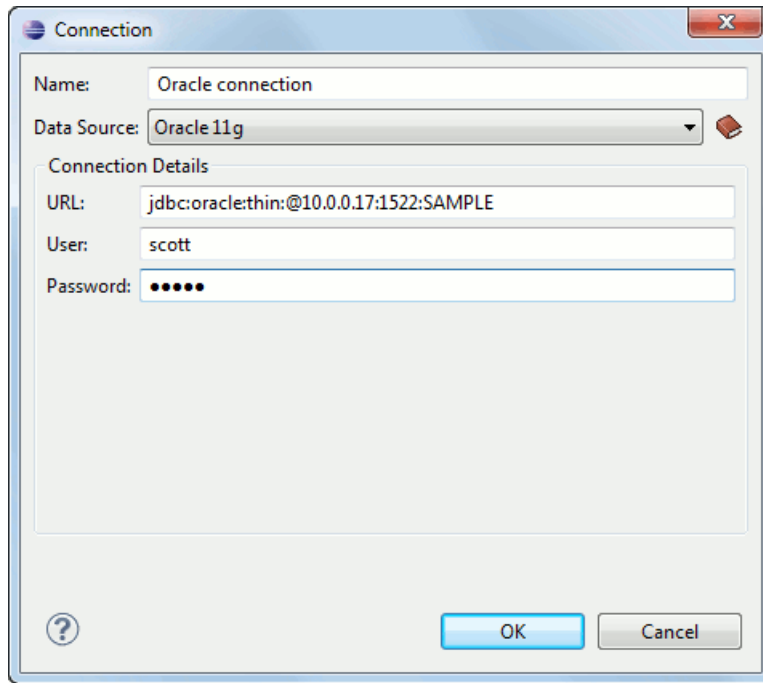 Connection
Name: Oracle connection
Data Source: Oracle 11g
Connection Details
URL: jdbc:oracle:thin:@10.0.0.17:1522:SAMPLE
User: scott
Password: •••••
? OK Cancel